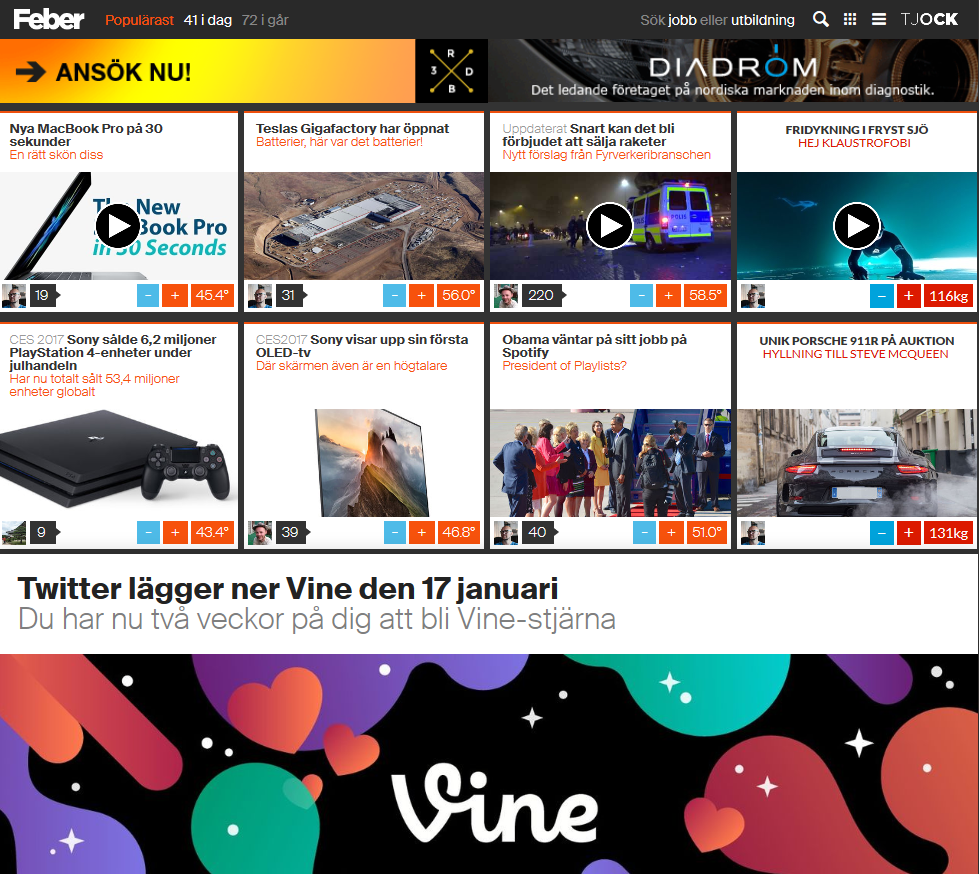 Feber Populärast 41 i dag 72 i går Sök jobb eller utbildning TJOCK
ANSÖK NU!
R
3 D
B
DIADRÖM
Det ledande företaget på nordiska marknaden inom diagnostik.
Nya MacBook Pro på 30
sekunder
En rätt skön diss
The New
MacBook Pro
in 30 Seconds
19
− + 45.4°
Teslas Gigafactory har öppnat
Batterier, här var det batterier!
31
− + 56.0°
Uppdaterat Snart kan det bli
förbjudet att sälja raketer
Nytt förslag från Fyrverkeribranschen
POLIS
220
− + 58.5°
FRIDYKNING I FRYST SJÖ
HEJ KLAUSTROFOBI
− + 116kg
CES 2017 Sony sålde 6,2 miljoner
PlayStation 4-enheter under
julhandeln
Har nu totalt sålt 53,4 miljoner
enheter globalt
9
− + 43.4°
CES2017 Sony visar upp sin första
OLED-tv
Där skärmen även är en högtalare
39
− + 46.8°
Obama väntar på sitt jobb på
Spotify
President of Playlists?
40
− + 51.0°
UNIK PORSCHE 911R PÅ AUKTION
HYLLNING TILL STEVE MCQUEEN
PORSCHE
− + 131kg
Twitter lägger ner Vine den 17 januari
Du har nu två veckor på dig att bli Vine-stjärna
Vine